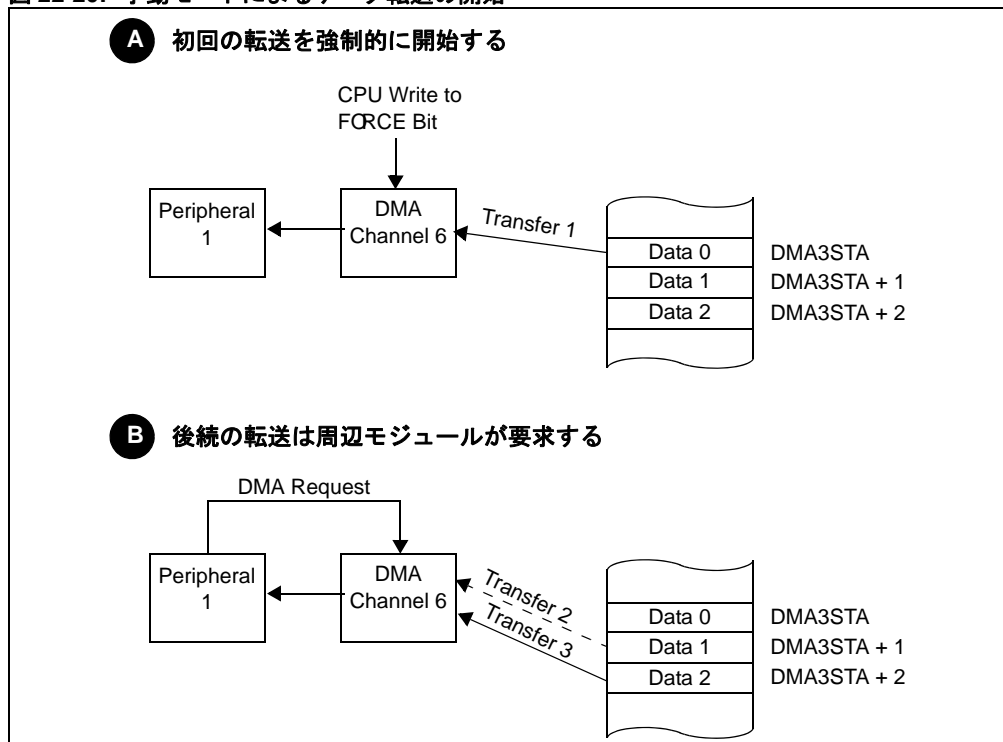 A 初回の転送を強制的に開始する
CPU Write to
FORCE Bit
Peripheral
1
DMA
Channel 6
Transfer 1
Data 0 DMA3STA
Data 1 DMA3STA + 1
Data 2 DMA3STA + 2
B 後続の転送は周辺モジュールが要求する
DMA Request
Peripheral
1
DMA
Channel 6
Transfer 2
Transfer 3
Data 0 DMA3STA
Data 1 DMA3STA + 1
Data 2 DMA3STA + 2